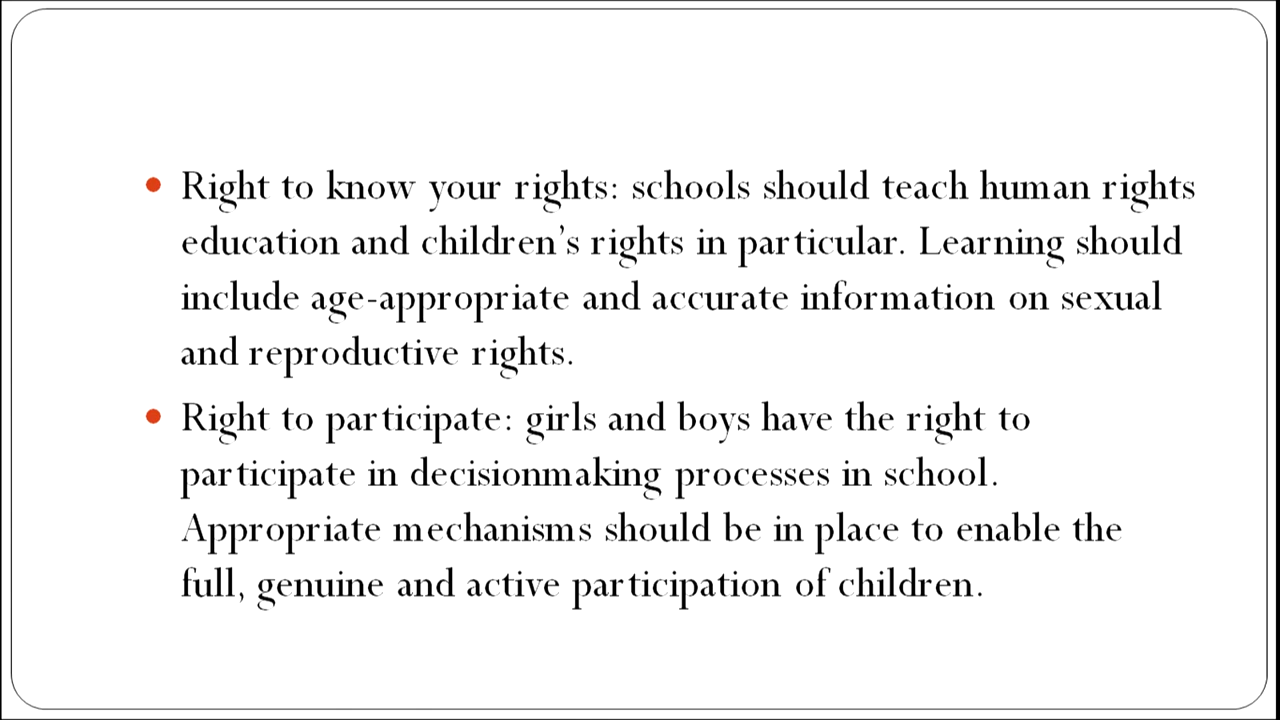 • Right to know your rights: schools should teach human rights
education and children’s rights in particular. Learning should
include age-appropriate and accurate information on sexual
and reproductive rights.
• Right to participate: girls and boys have the right to
participate in decisionmaking processes in school.
Appropriate mechanisms should be in place to enable the
full, genuine and active participation of children.